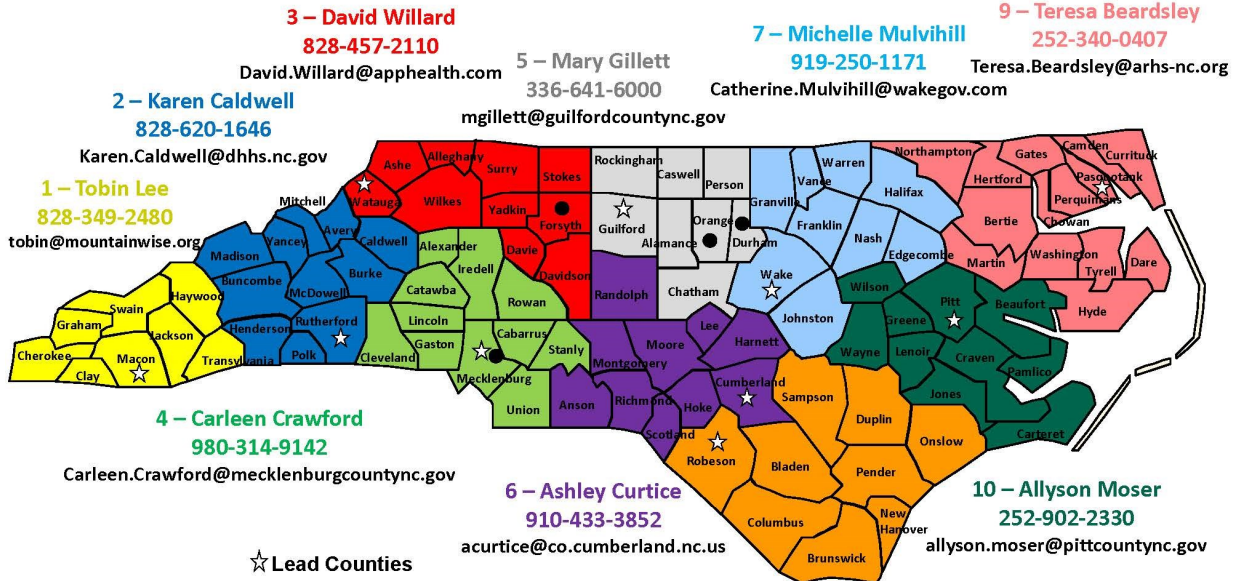 3 – David Willard
828-457-2110
David.Willard@apphealth.com
9 – Teresa Beardsley
252-340-0407
Teresa.Beardsley@arhs-nc.org
7 – Michelle Mulvihill
919-250-1171
Catherine.Mulvihill@wakegov.com
5 – Mary Gillett
336-641-6000
mgillett@guilfordcountync.gov
2 – Karen Caldwell
828-620-1646
Karen.Caldwell@dhhs.nc.gov
1 – Tobin Lee
828-349-2480
tobin@mountainwise.org
Ashe
Alleghany
Surry
Stokes
Rockingham
Caswell
Person
Granville
Vance
Warren
Northampton
Gates
Camden
Currituck
Pasquotank
Hertford
Perquimans
Chowan
Halifax
Bertie
Watauga
Wilkes
Yadkin
Forsyth
Guilford
Alamance
Orange
Durham
Franklin
Nash
Edgecombe
Martin
Washington
Tyrell
Dare
Hyde
Mitchell
Avery
Yancey
Caldwell
Madison
Buncombe
McDowell
Burke
Alexander
Iredell
Davie
Davidson
Randolph
Chatham
Wake
Johnston
Wilson
Pitt
Beaufort
Greene
Haywood
Swain
Graham
Jackson
Cherokee
Macon
Clay
Transylvania
Henderson
Rutherford
Polk
Catawba
Lincoln
Rowan
Cleveland
Gaston
Cabarrus
Stanly
Mecklenburg
Union
Montgomery
Moore
Lee
Harnett
Anson
Richmond
Hoke
Cumberland
Scotland
Wayne
Lenoir
Craven
Pamlico
Jones
Carteret
Sampson
Duplin
Onslow
Robeson
Bladen
Pender
Columbus
New
Hanover
Brunswick
4 – Carleen Crawford
980-314-9142
Carleen.Crawford@mecklenburgcountync.gov
6 – Ashley Curtice
910-433-3852
acurtice@co.cumberland.nc.us
10 – Allyson Moser
252-902-2330
allyson.moser@pittcountync.gov
☆ Lead Counties